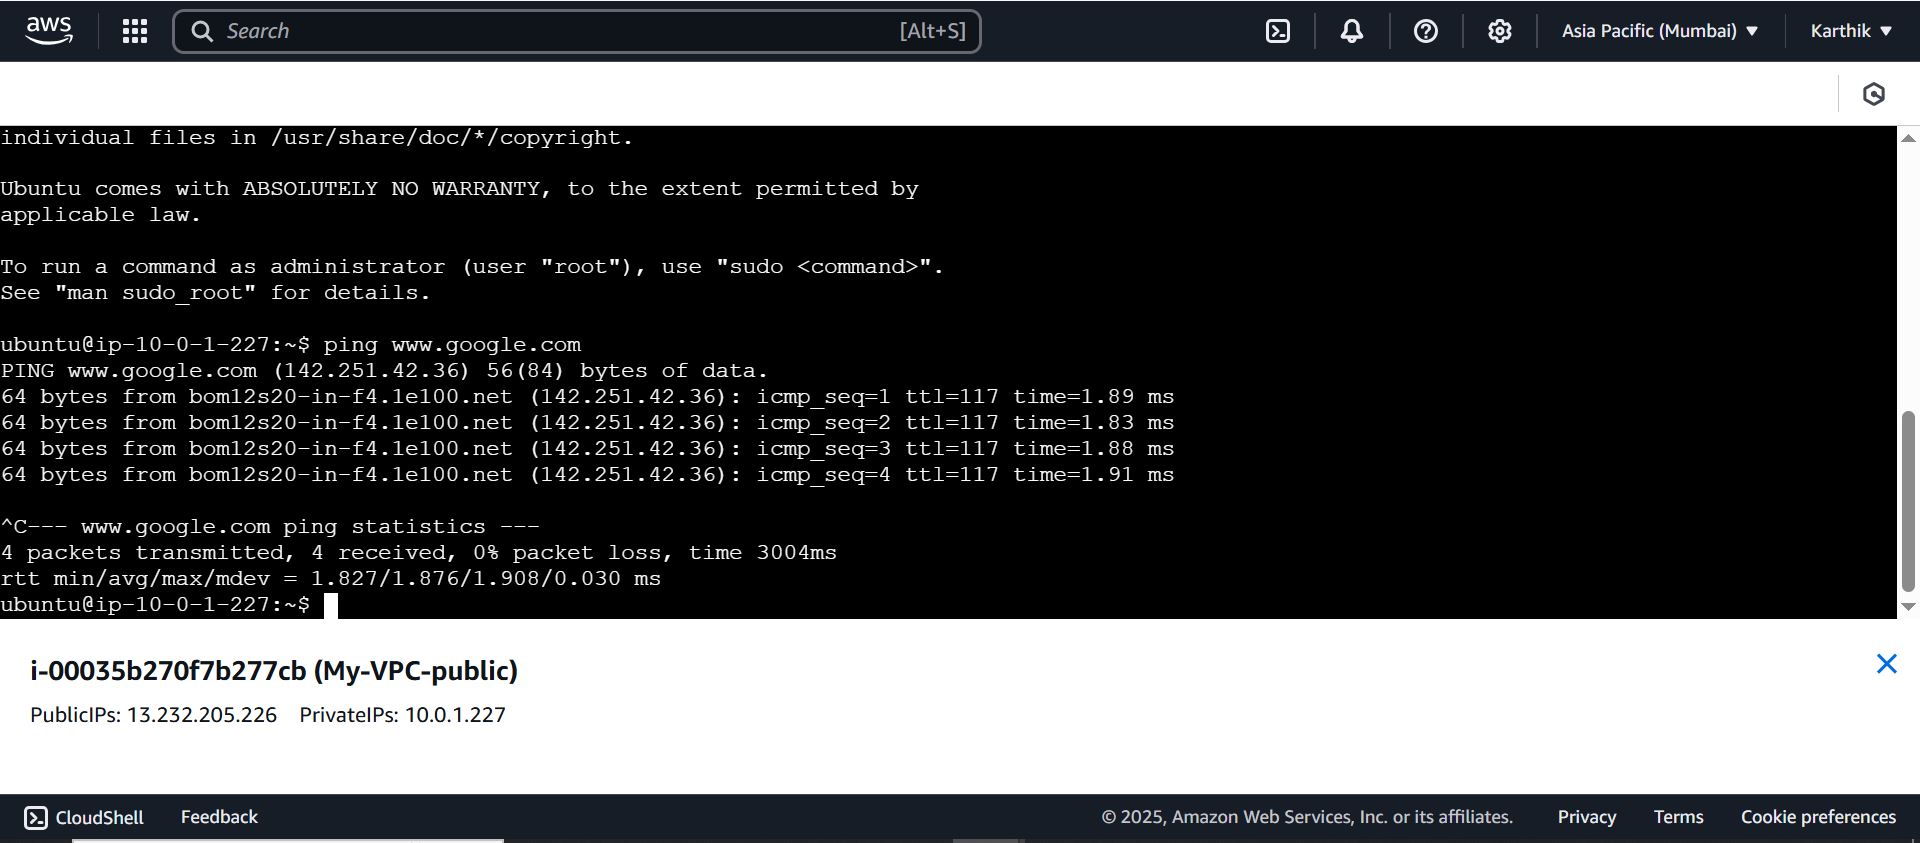 aws
Search [Alt+S]
Asia Pacific (Mumbai)
Karthik
individual files in /usr/share/doc/*/copyright.
Ubuntu comes with ABSOLUTELY NO WARRANTY, to the extent permitted by
applicable law.
To run a command as administrator (user "root"), use "sudo <command>".
See "man sudo_root" for details.
ubuntu@ip-10-0-1-227:~$ ping www.google.com
PING www.google.com (142.251.42.36) 56(84) bytes of data.
64 bytes from bom12s20-in-f4.1e100.net (142.251.42.36): icmp_seq=1 ttl=117 time=1.89 ms
64 bytes from bom12s20-in-f4.1e100.net (142.251.42.36): icmp_seq=2 ttl=117 time=1.83 ms
64 bytes from bom12s20-in-f4.1e100.net (142.251.42.36): icmp_seq=3 ttl=117 time=1.88 ms
64 bytes from bom12s20-in-f4.1e100.net (142.251.42.36): icmp_seq=4 ttl=117 time=1.91 ms
^C--- www.google.com ping statistics ---
4 packets transmitted, 4 received, 0% packet loss, time 3004ms
rtt min/avg/max/mdev = 1.827/1.876/1.908/0.030 ms
ubuntu@ip-10-0-1-227:~$
i-00035b270f7b277cb (My-VPC-public)
PublicIPs: 13.232.205.226 PrivateIPs: 10.0.1.227
CloudShell Feedback © 2025, Amazon Web Services, Inc. or its affiliates. Privacy Terms Cookie preferences